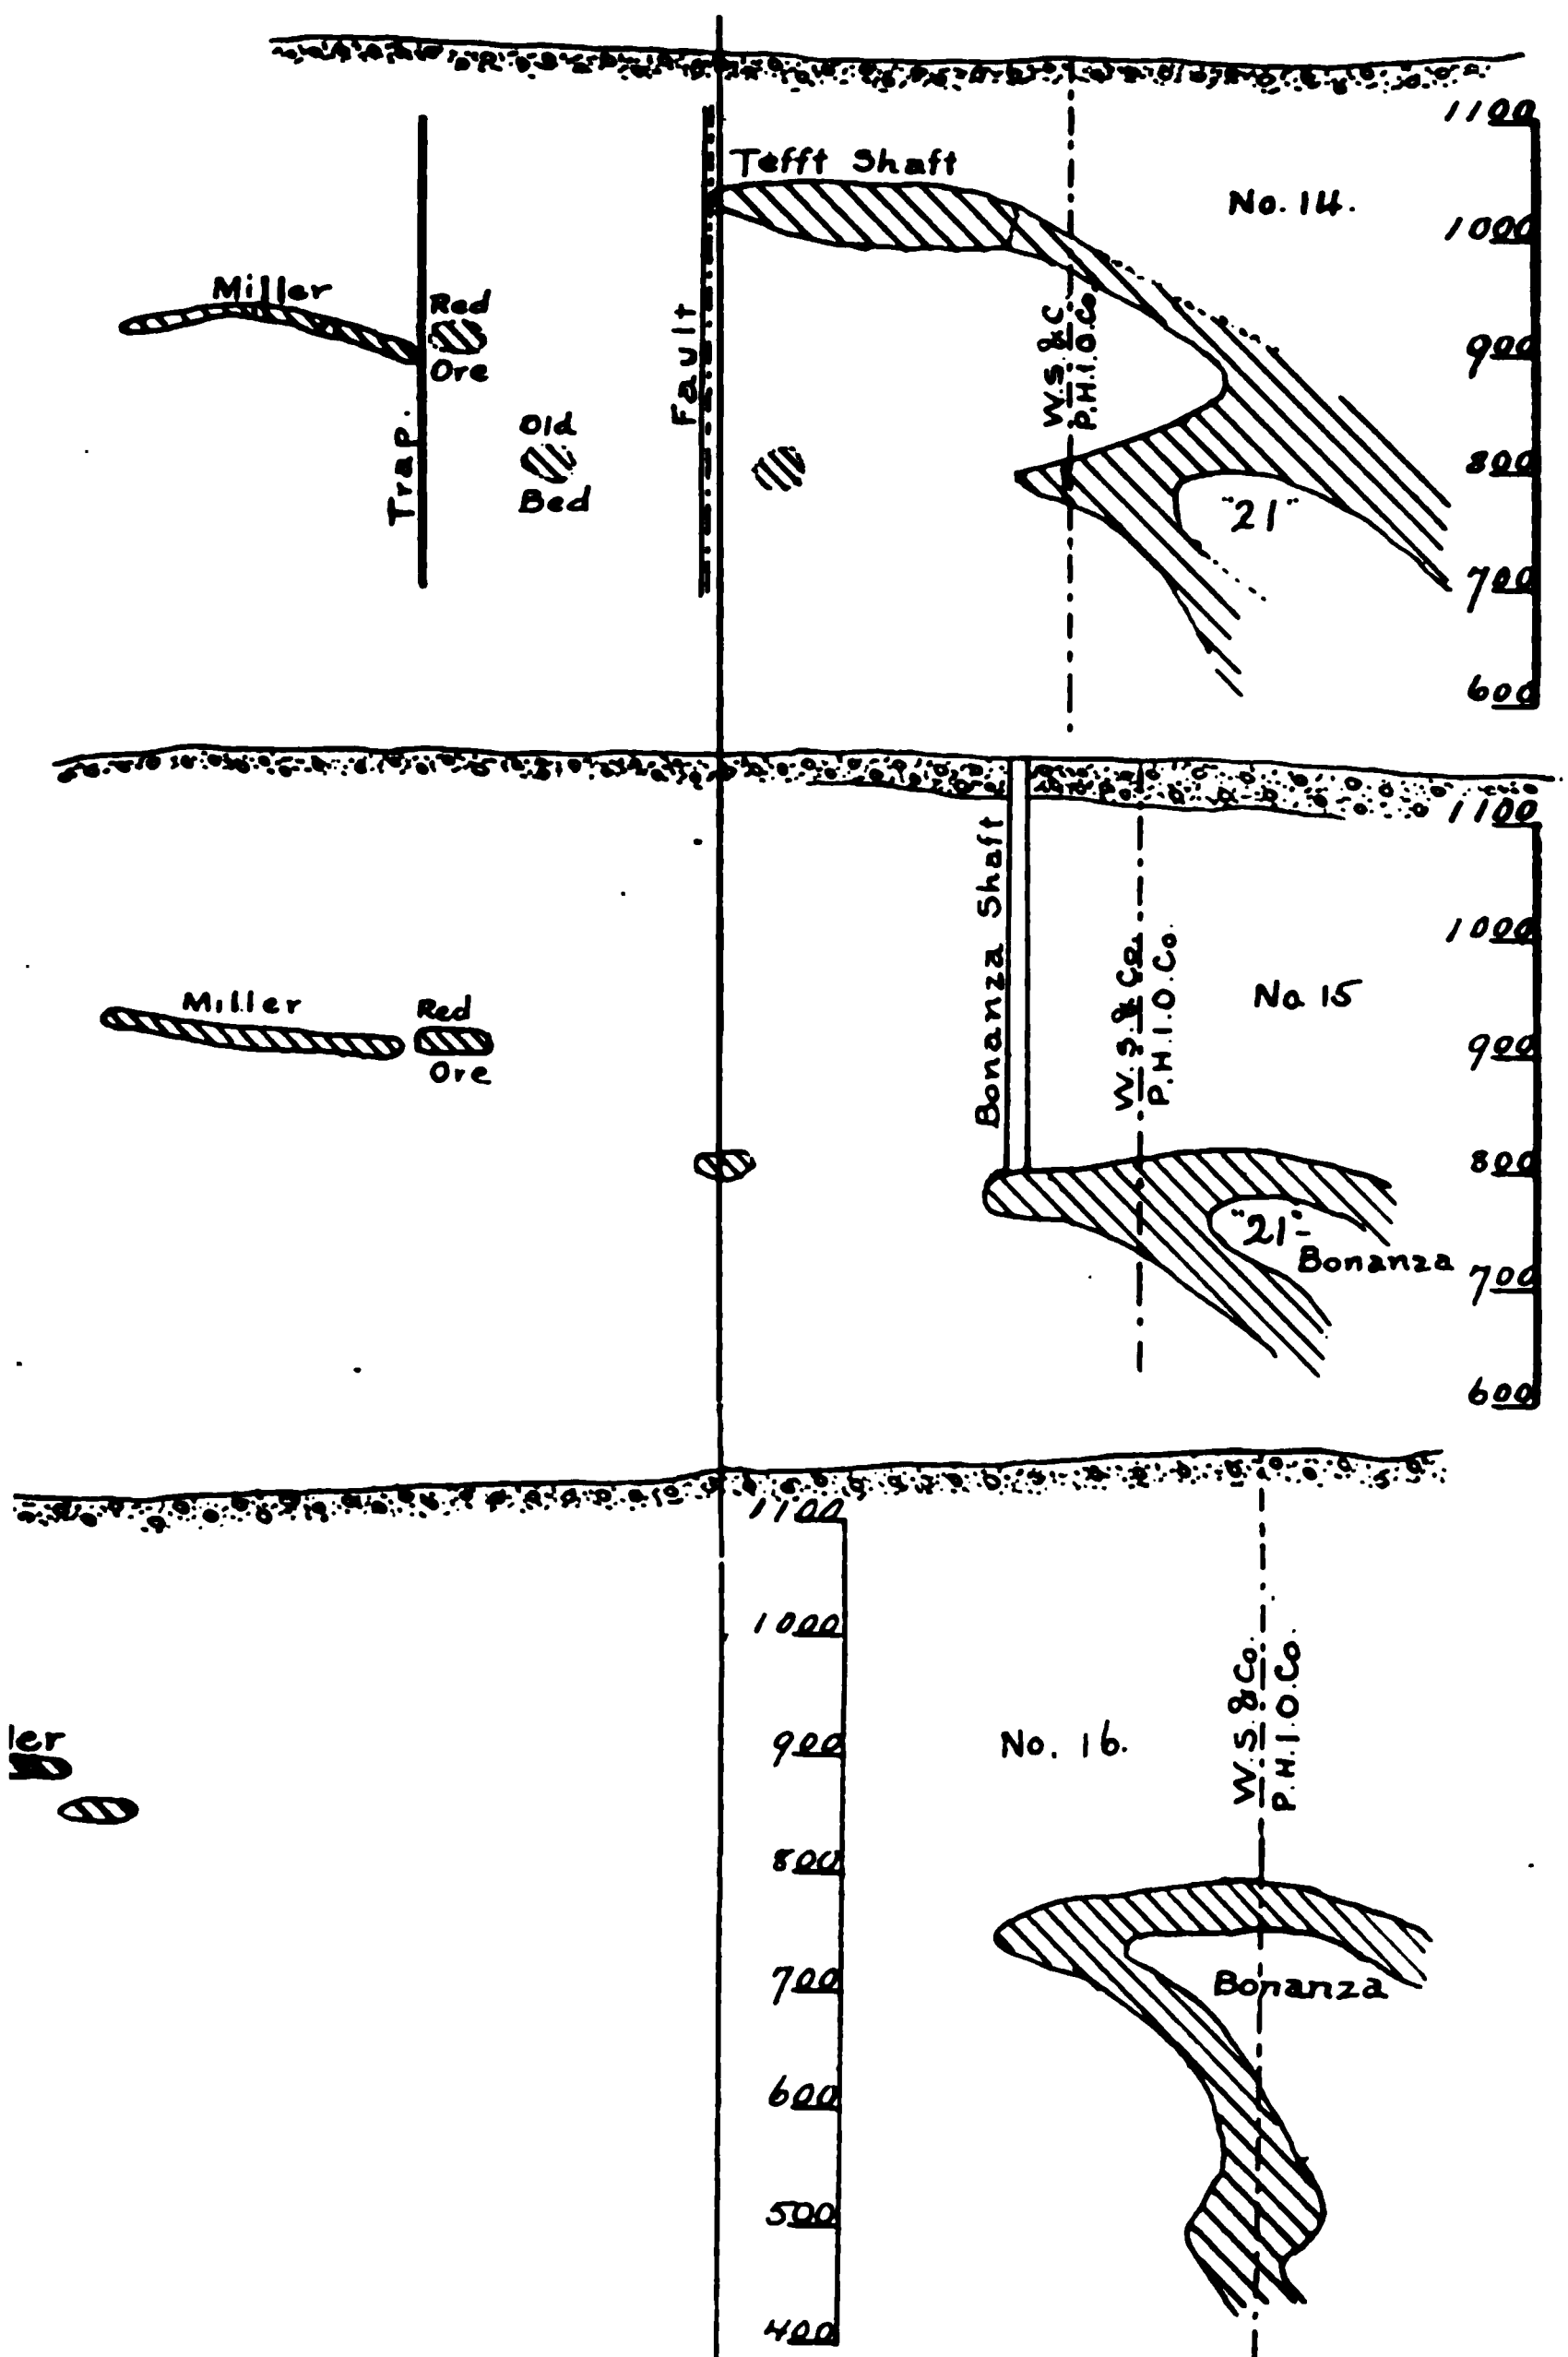 1100
Tefft Shaft
No. 14.
1000
Miller
Red
Ore
Fault
W.S.&C
P.H.I.O.Co
900
Trap.
Old
Bed
800
"21"
700
600
1100
Bonanza Shaft
1000
W.S.&Co.
P.H.I.O.Co.
No 15
Miller
Red
Ore
900
800
"21"-
Bonanza
700
600
1100
1000
W.S.&Co.
P.H.I.O.Co
ler
900
No. 16.
800
700
Bonanza
600
500
400